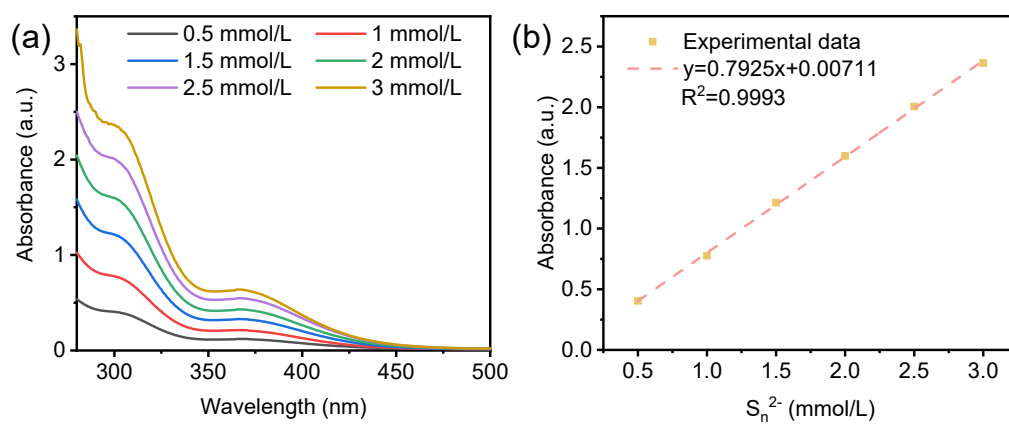 (a)
0.5 mmol/L 1 mmol/L
1.5 mmol/L 2 mmol/L
2.5 mmol/L 3 mmol/L
Absorbance (a.u.)
3
2
1
0
300 350 400 450 500
Wavelength (nm)
(b)
Experimental data
y=0.7925x+0.00711
R²=0.9993
Absorbance (a.u.)
2.5
2.0
1.5
1.0
0.5
0.0
0.5 1.0 1.5 2.0 2.5 3.0
Sₙ²⁻ (mmol/L)